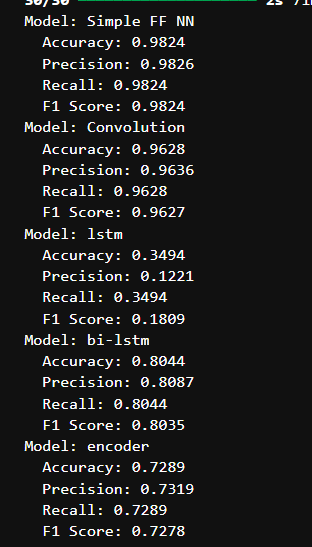 Model: Simple FF NN
Accuracy: 0.9824
Precision: 0.9826
Recall: 0.9824
F1 Score: 0.9824
Model: Convolution
Accuracy: 0.9628
Precision: 0.9636
Recall: 0.9628
F1 Score: 0.9627
Model: lstm
Accuracy: 0.3494
Precision: 0.1221
Recall: 0.3494
F1 Score: 0.1809
Model: bi-lstm
Accuracy: 0.8044
Precision: 0.8087
Recall: 0.8044
F1 Score: 0.8035
Model: encoder
Accuracy: 0.7289
Precision: 0.7319
Recall: 0.7289
F1 Score: 0.7278